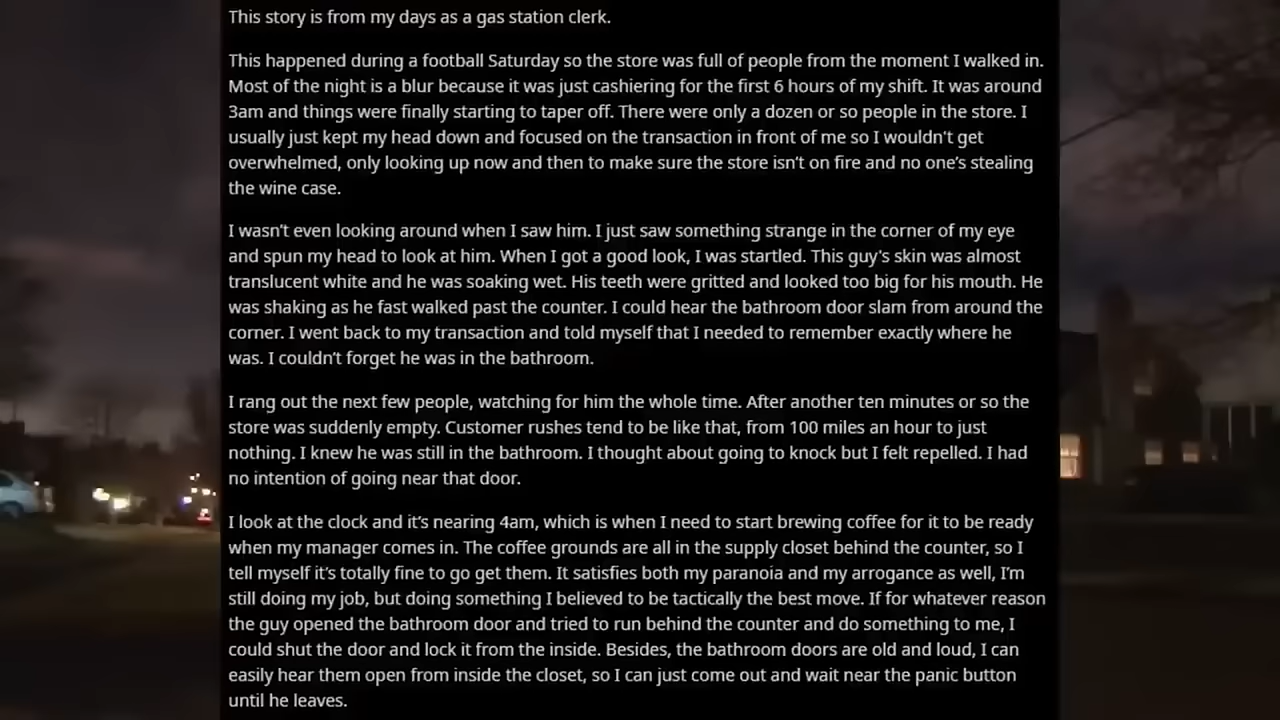 This story is from my days as a gas station clerk.
This happened during a football Saturday so the store was full of people from the moment I walked in.
Most of the night is a blur because it was just cashiering for the first 6 hours of my shift. It was around
3am and things were finally starting to taper off. There were only a dozen or so people in the store. I
usually just kept my head down and focused on the transaction in front of me so I wouldn't get
overwhelmed, only looking up now and then to make sure the store isn't on fire and no one's stealing
the wine case.
I wasn't even looking around when I saw him. I just saw something strange in the corner of my eye
and spun my head to look at him. When I got a good look, I was startled. This guy's skin was almost
translucent white and he was soaking wet. His teeth were gritted and looked too big for his mouth. He
was shaking as he fast walked past the counter. I could hear the bathroom door slam from around the
corner. I went back to my transaction and told myself that I needed to remember exactly where he
was. I couldn't forget he was in the bathroom.
I rang out the next few people, watching for him the whole time. After another ten minutes or so the
store was suddenly empty. Customer rushes tend to be like that, from 100 miles an hour to just
nothing. I knew he was still in the bathroom. I thought about going to knock but I felt repelled. I had
no intention of going near that door.
I look at the clock and it's nearing 4am, which is when I need to start brewing coffee for it to be ready
when my manager comes in. The coffee grounds are all in the supply closet behind the counter, so I
tell myself it's totally fine to go get them. It satisfies both my paranoia and my arrogance as well, I'm
still doing my job, but doing something I believed to be tactically the best move. If for whatever reason
the guy opened the bathroom door and tried to run behind the counter and do something to me, I
could shut the door and lock it from the inside. Besides, the bathroom doors are old and loud, I can
easily hear them open from inside the closet, so I can just come out and wait near the panic button
until he leaves.